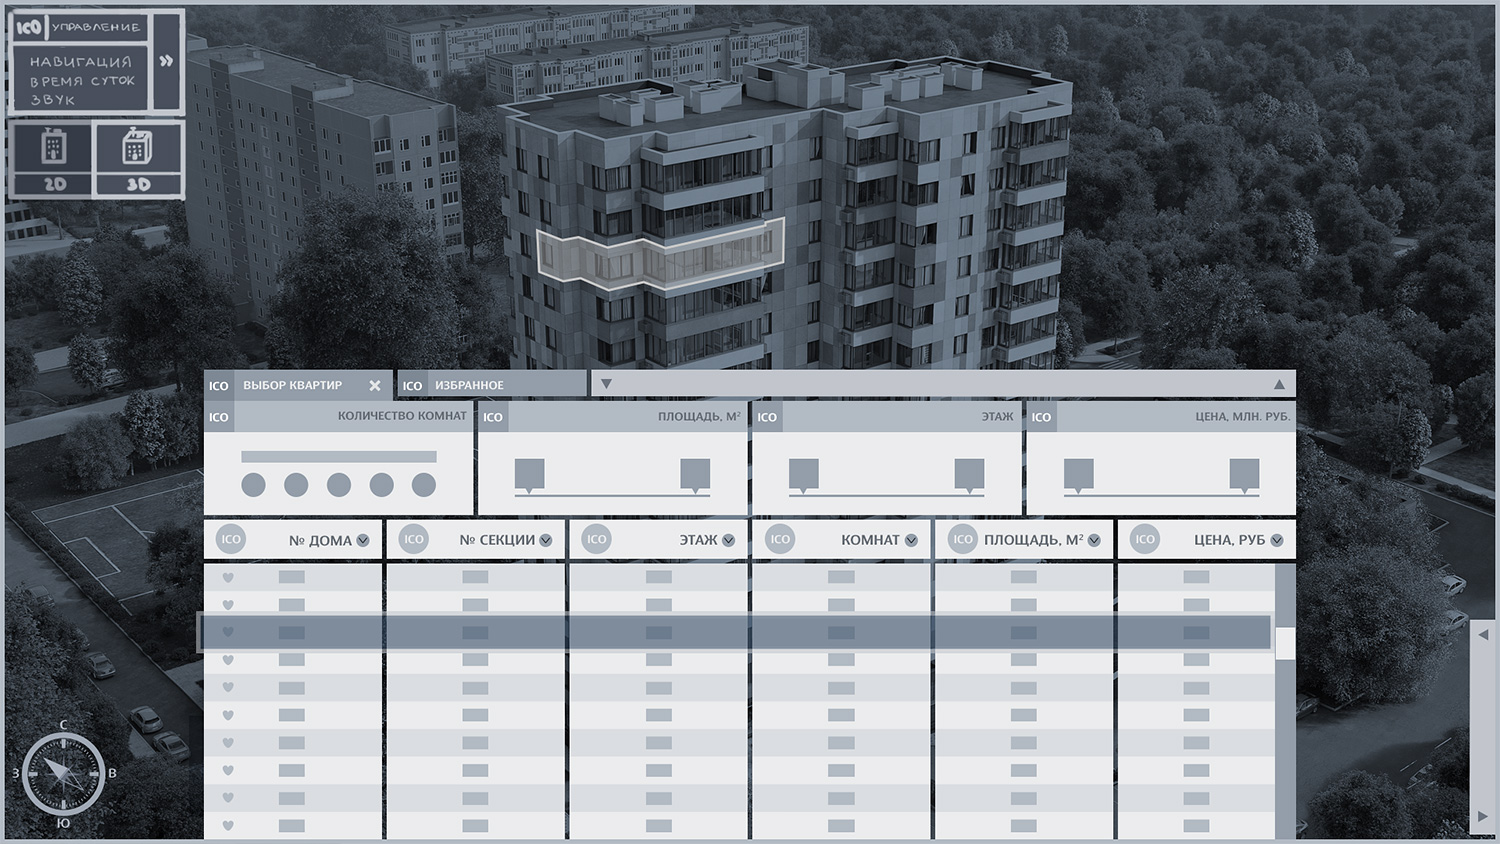 ICO УПРАВЛЕНИЕ
НАВИГАЦИЯ
ВРЕМЯ СУТОК
ЗВУК
»
2D 3D
ICO ВЫБОР КВАРТИР ICO ИЗБРАННОЕ
ICO КОЛИЧЕСТВО КОМНАТ ICO ПЛОЩАДЬ, М² ICO ЭТАЖ ICO ЦЕНА, МЛН. РУБ.
ICO № ДОМА ICO № СЕКЦИИ ICO ЭТАЖ ICO КОМНАТ ICO ПЛОЩАДЬ, М² ICO ЦЕНА, РУБ
С
З В
Ю